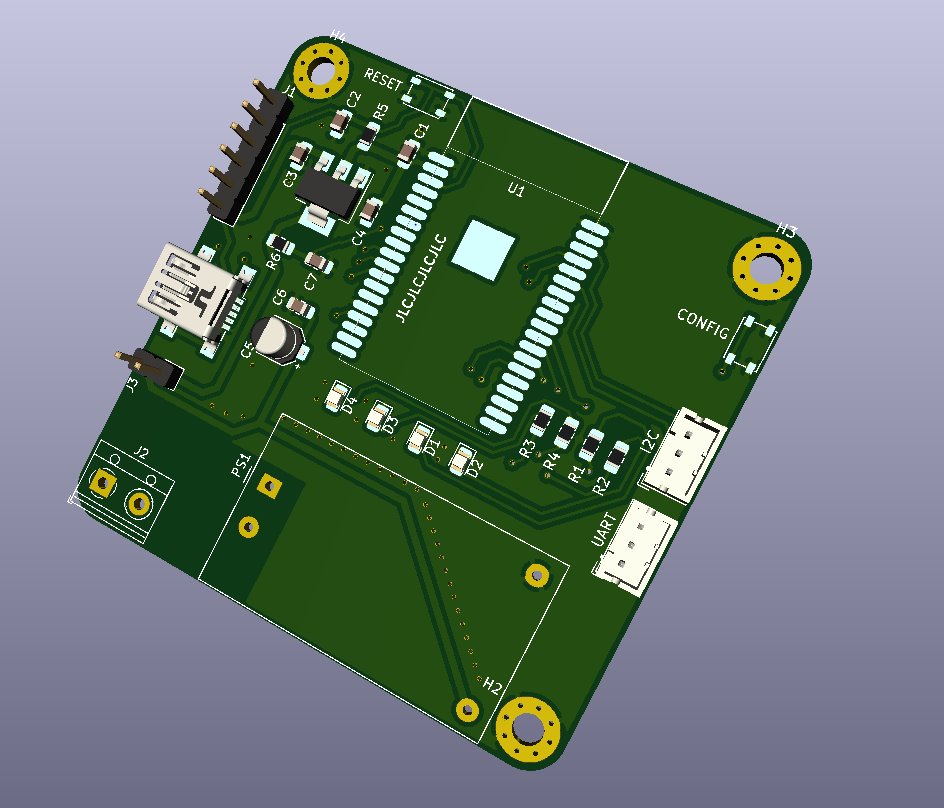 H4
RESET
J1
C2
R5
C1
C3
U1
C4
H3
R6
C7
JLCJLCJLCJLC
C6
CONFIG
C5
+
J3
D4
D3
D1
D2
R3
R4
R1
R2
I2C
J2
PS1
UART
H2